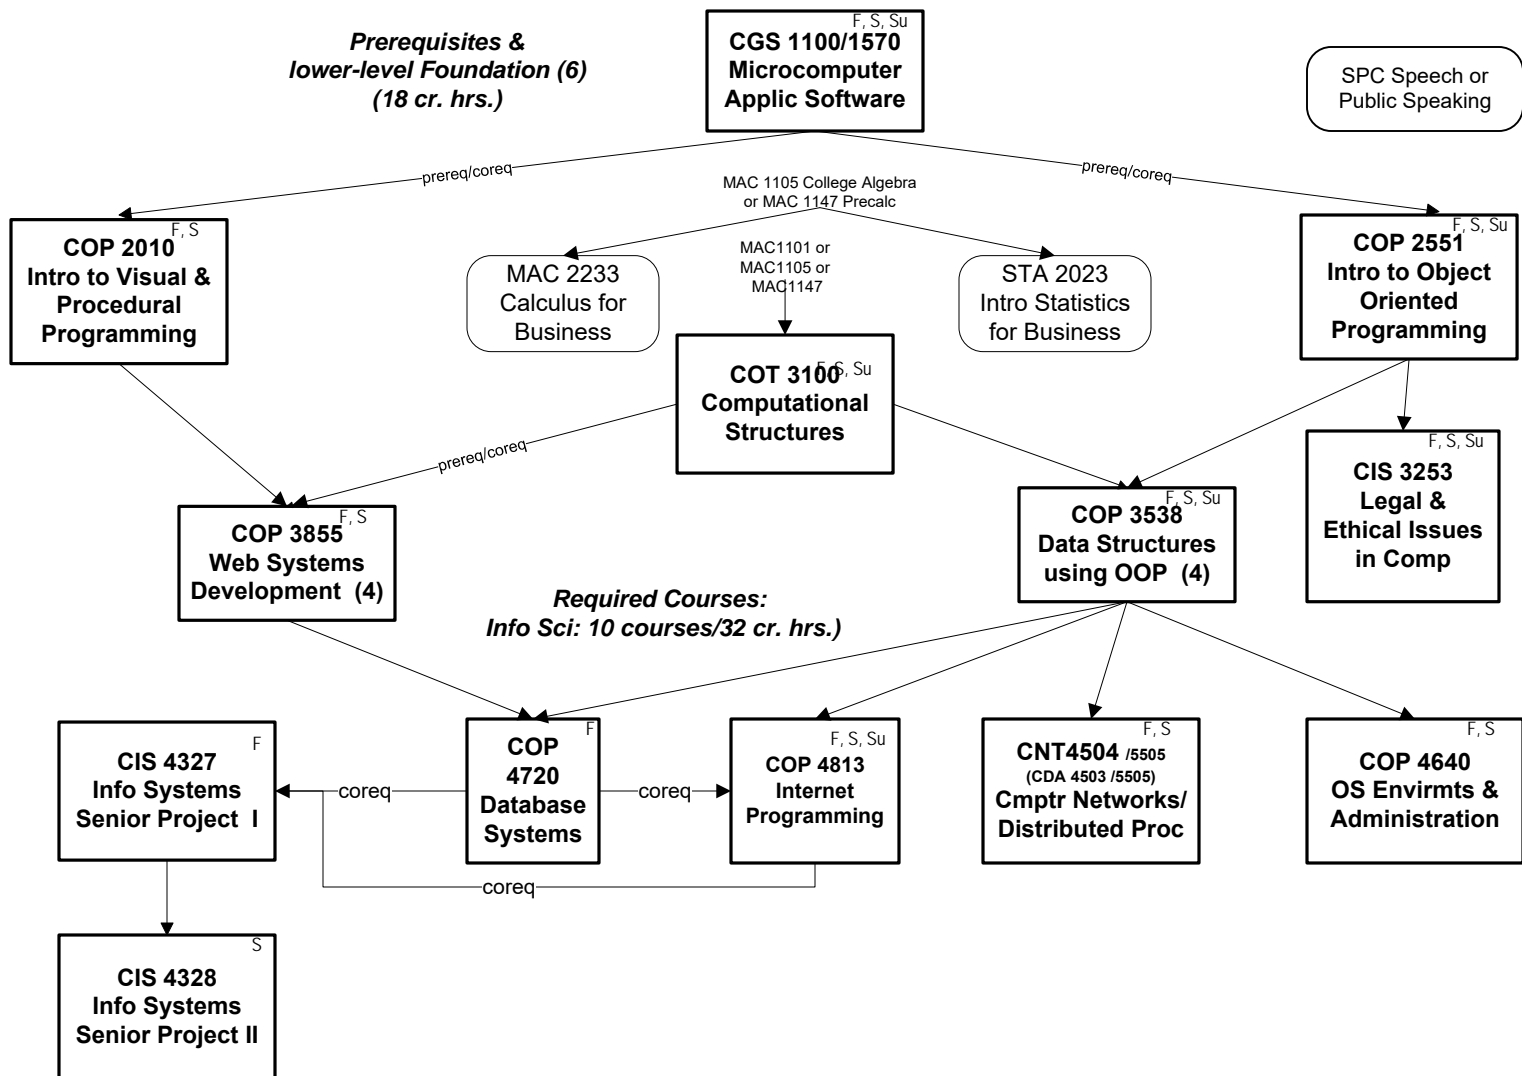 F, S, Su
CGS 1100/1570
Microcomputer
Applic Software
Prerequisites &
lower-level Foundation (6)
(18 cr. hrs.)
SPC Speech or
Public Speaking
prereq/coreq
prereq/coreq
MAC 1105 College Algebra
or MAC 1147 Precalc
F, S
COP 2010
Intro to Visual &
Procedural
Programming
MAC 2233
Calculus for
Business
MAC1101 or
MAC1105 or
MAC1147
STA 2023
Intro Statistics
for Business
F, S, Su
COP 2551
Intro to Object
Oriented
Programming
F, S, Su
COT 3100
Computational
Structures
prereq/coreq
F, S
COP 3855
Web Systems
Development (4)
F, S, Su
COP 3538
Data Structures
using OOP (4)
F, S, Su
CIS 3253
Legal &
Ethical Issues
in Comp
Required Courses:
Info Sci: 10 courses/32 cr. hrs.)
F
CIS 4327
Info Systems
Senior Project I
coreq
F
COP
4720
Database
Systems
coreq
F, S, Su
COP 4813
Internet
Programming
F, S
CNT4504 /5505
(CDA 4503 /5505)
Cmptr Networks/
Distributed Proc
F, S
COP 4640
OS Envirmts &
Administration
coreq
S
CIS 4328
Info Systems
Senior Project II